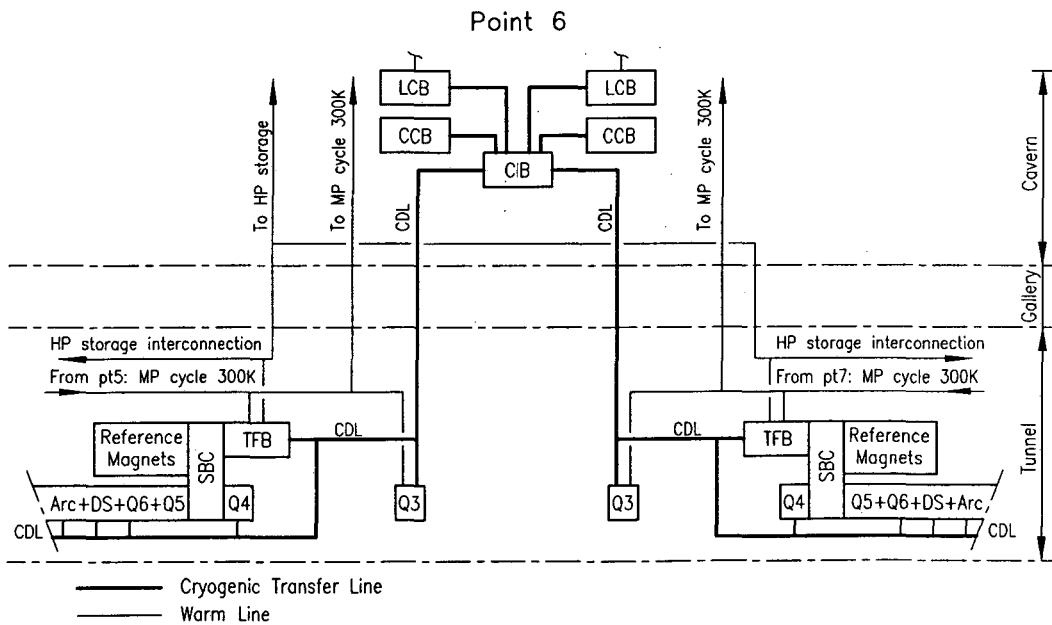 Point 6
LCB
LCB
CCB
CCB
CIB
To HP storage
To MP cycle 300K
CDL
CDL
To MP cycle 300K
Cavern
Gallery
Tunnel
HP storage interconnection
HP storage interconnection
From pt5: MP cycle 300K
From pt7: MP cycle 300K
Reference
Magnets
SBC
TFB
CDL
CDL
TFB
SBC
Reference
Magnets
Arc+DS+Q6+Q5
Q4
Q3
Q3
Q4
Q5+Q6+DS+Arc
CDL
CDL
Cryogenic Transfer Line
Warm Line